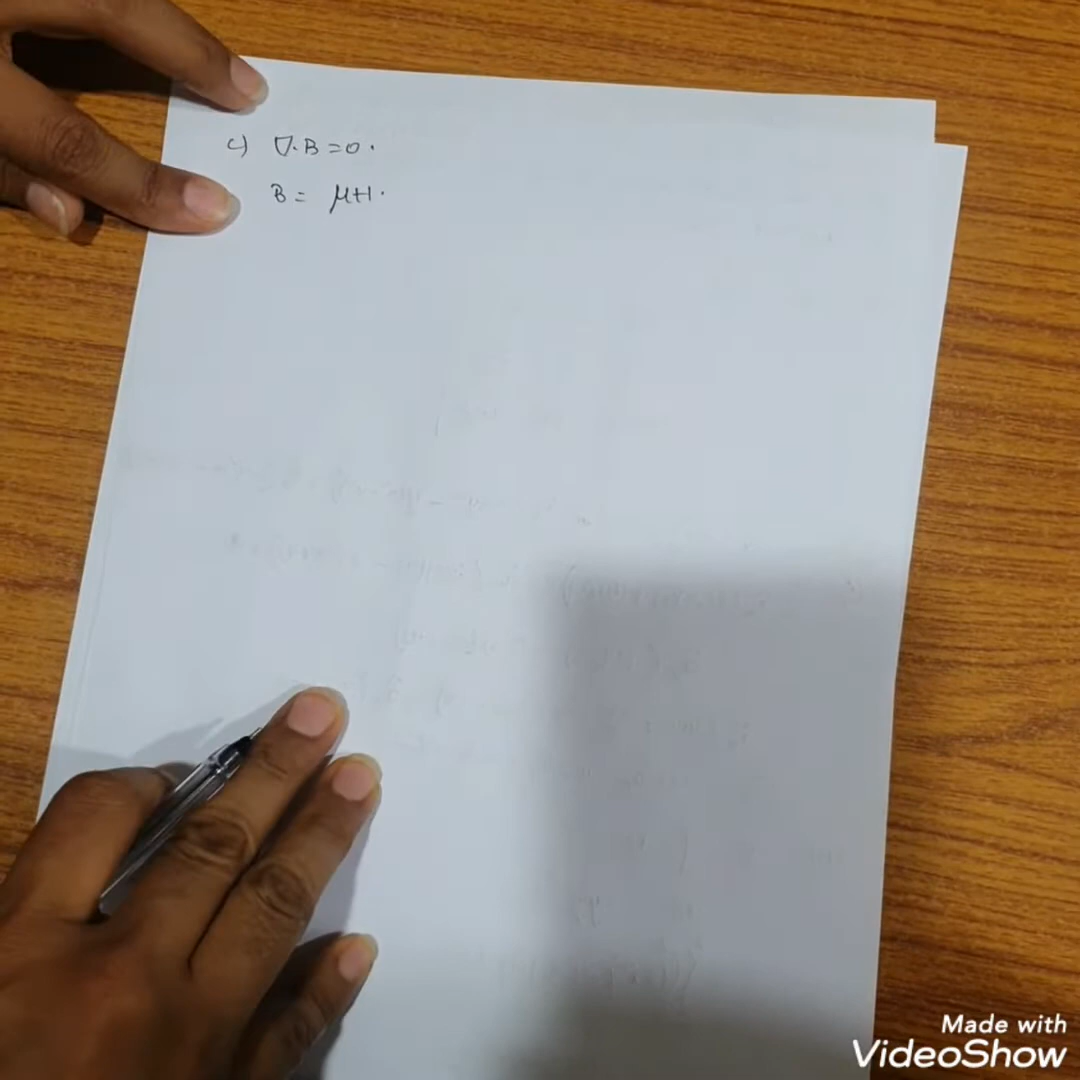 c) ∇.B=0.
B= μH.
Made with
VideoShow